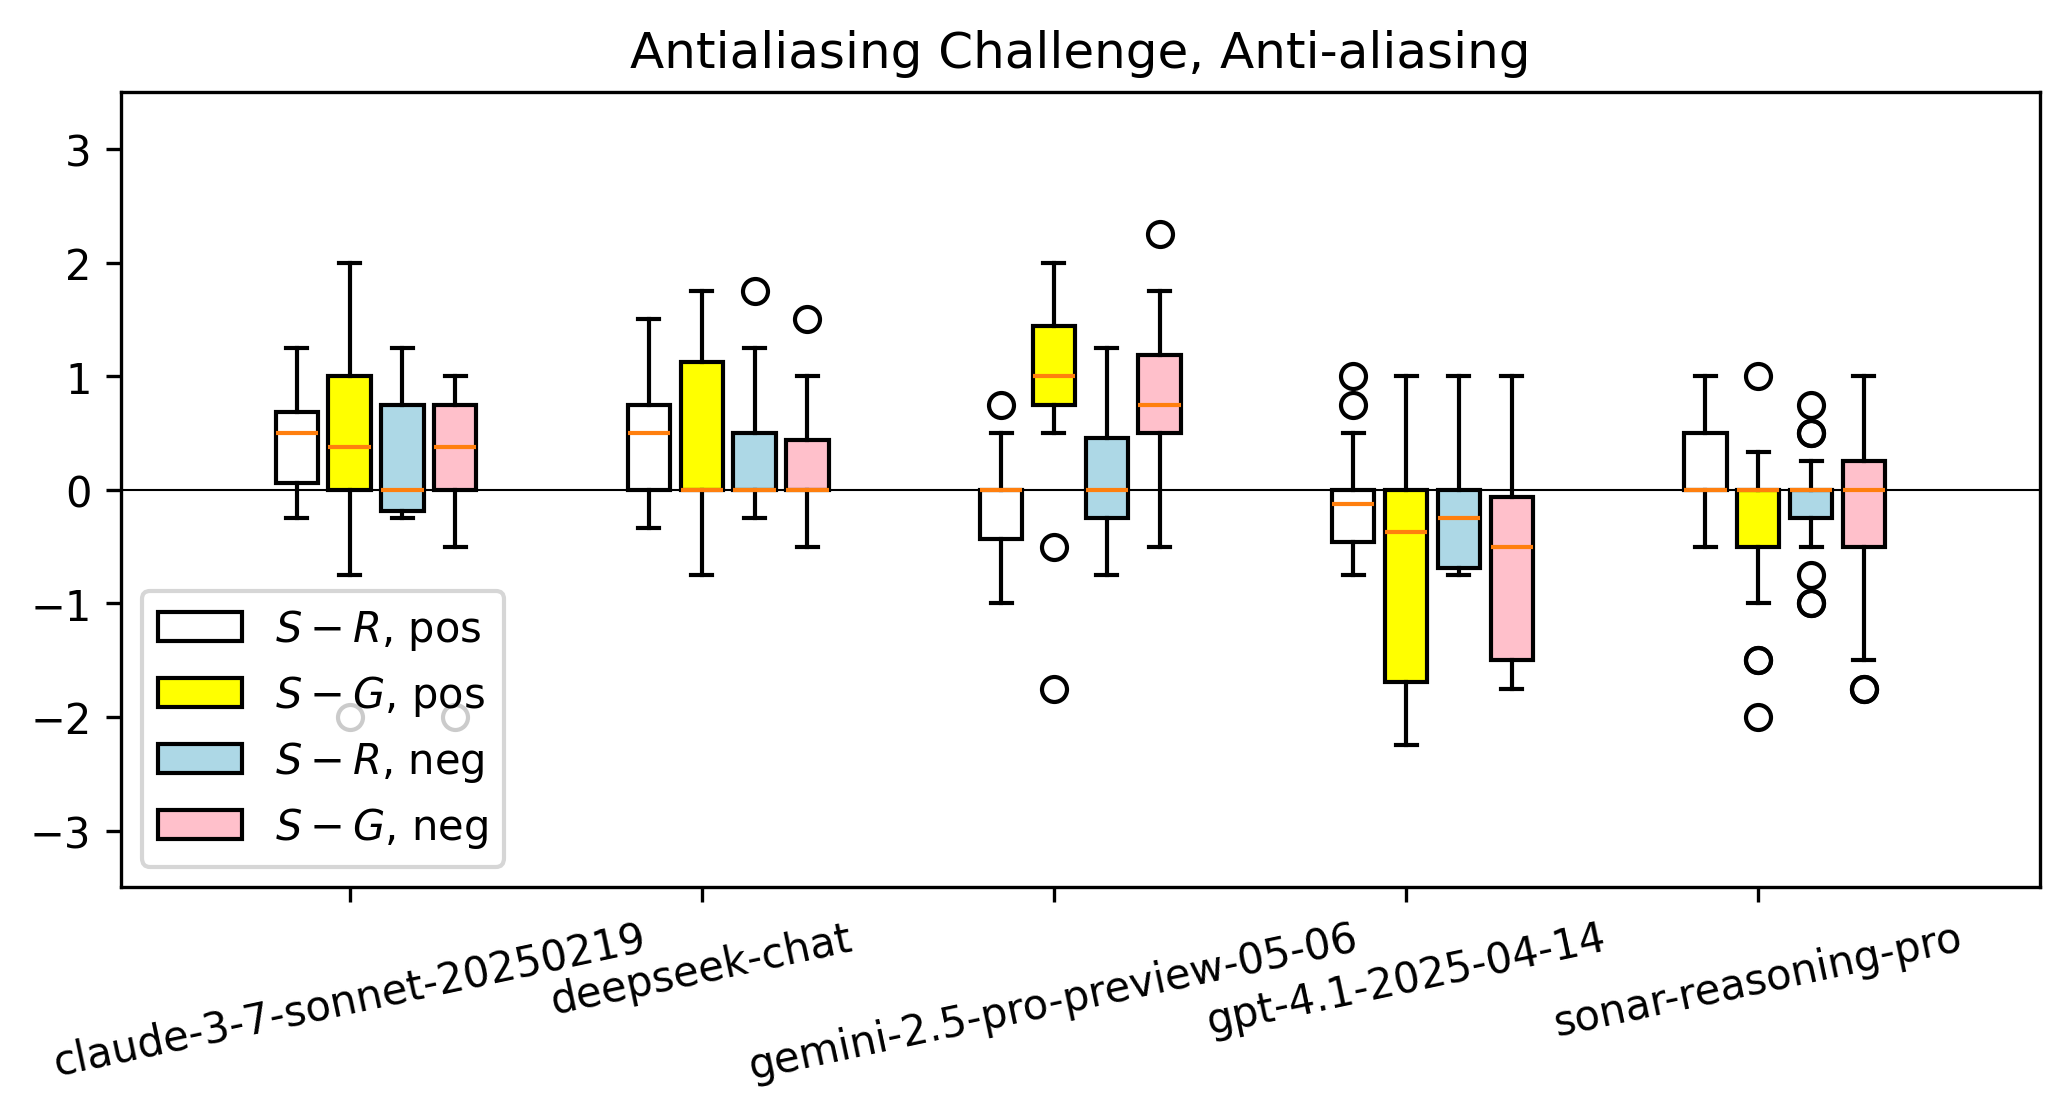 Antialiasing Challenge, Anti-aliasing
3
2
1
0
−1
−2
−3
S − R, pos
S − G, pos
S − R, neg
S − G, neg
claude-3-7-sonnet-20250219
deepseek-chat
gemini-2.5-pro-preview-05-06
gpt-4.1-2025-04-14
sonar-reasoning-pro